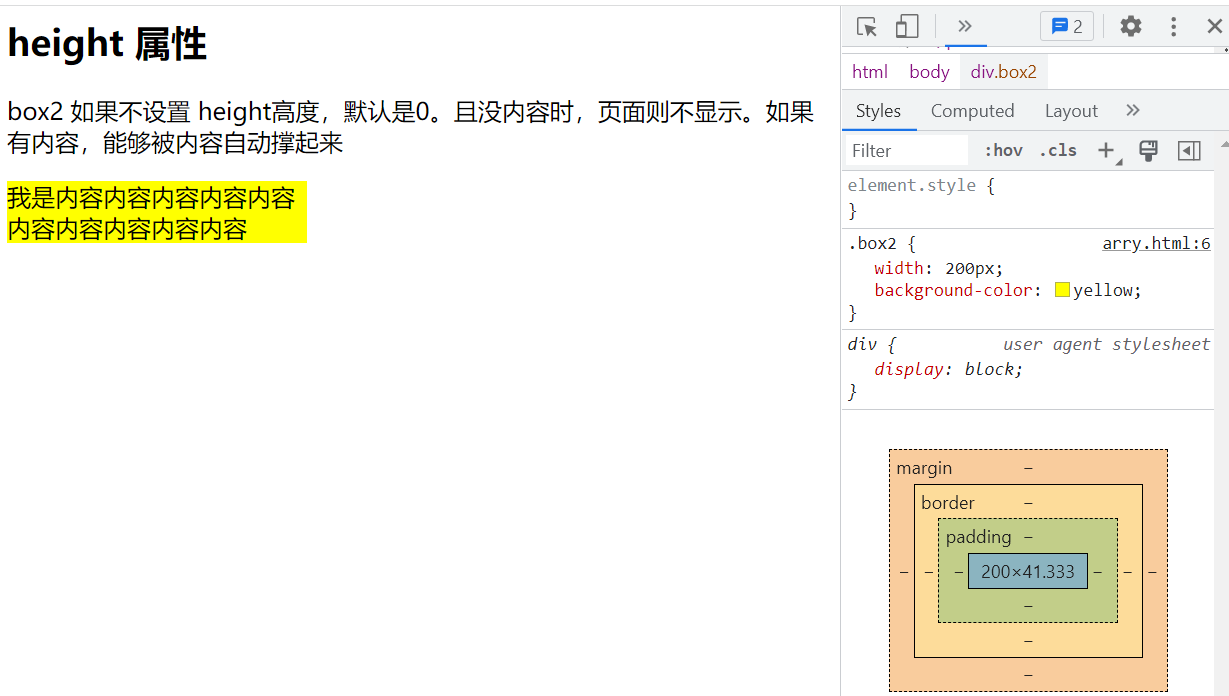 height 属性
box2 如果不设置 height高度，默认是0。且没内容时，页面则不显示。如果
有内容，能够被内容自动撑起来
我是内容内容内容内容内容
内容内容内容内容内容
2
html body div.box2
Styles Computed Layout
Filter :hov .cls
element.style {
}
.box2 { arry.html:6
width: 200px;
background-color: yellow;
}
div { user agent stylesheet
display: block;
}
margin –
border –
padding –
– – – 200×41.333 – – –
–
–
–